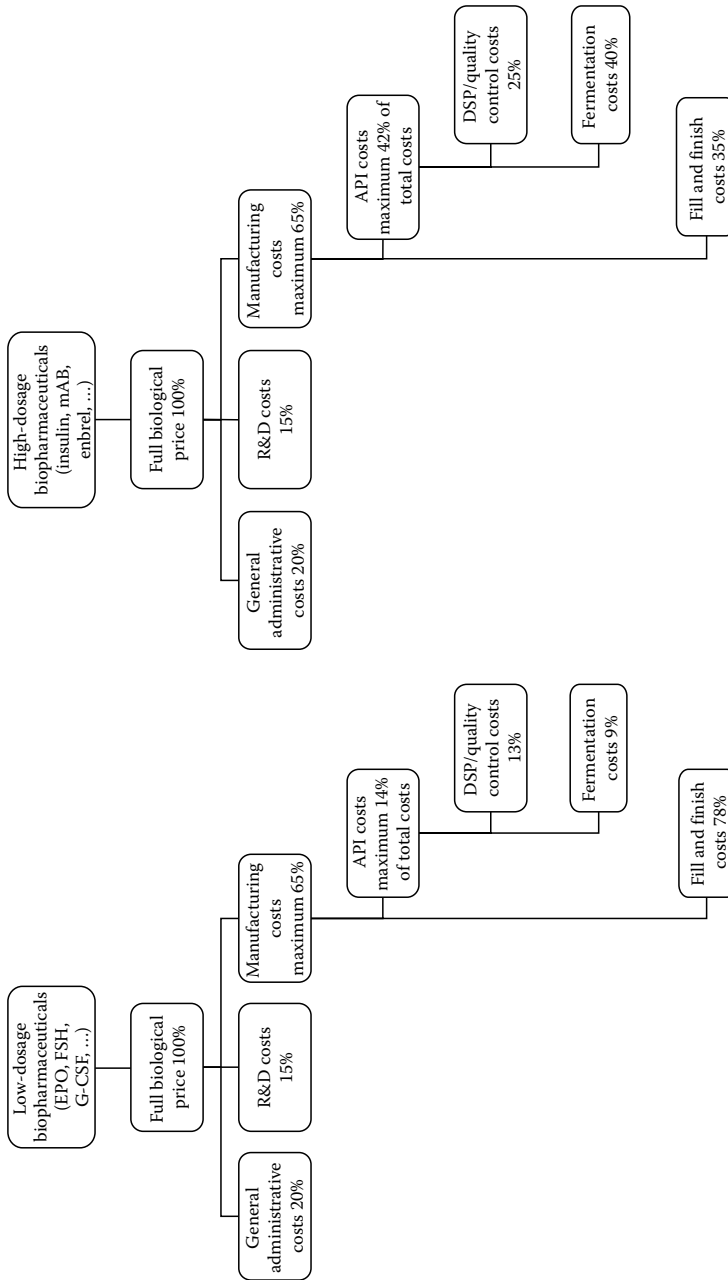 Low-dosage
biopharmaceuticals
(EPO, FSH,
G-CSE, ...)
Full biological
price 100%
General
administrative
costs 20%
R&D costs
15%
Manufacturing
costs
maximum 65%
API costs
maximum 14%
of total costs
DSP/quality
control costs
13%
Fermentation
costs 9%
Fill and finish
costs 78%
High-dosage
biopharmaceuticals
(insulin, mAB,
enbrel, ...)
Full biological
price 100%
General
administrative
costs 20%
R&D costs
15%
Manufacturing
costs
maximum 65%
API costs
maximum 42% of
total costs
DSP/quality
control costs
25%
Fermentation
costs 40%
Fill and finish
costs 35%